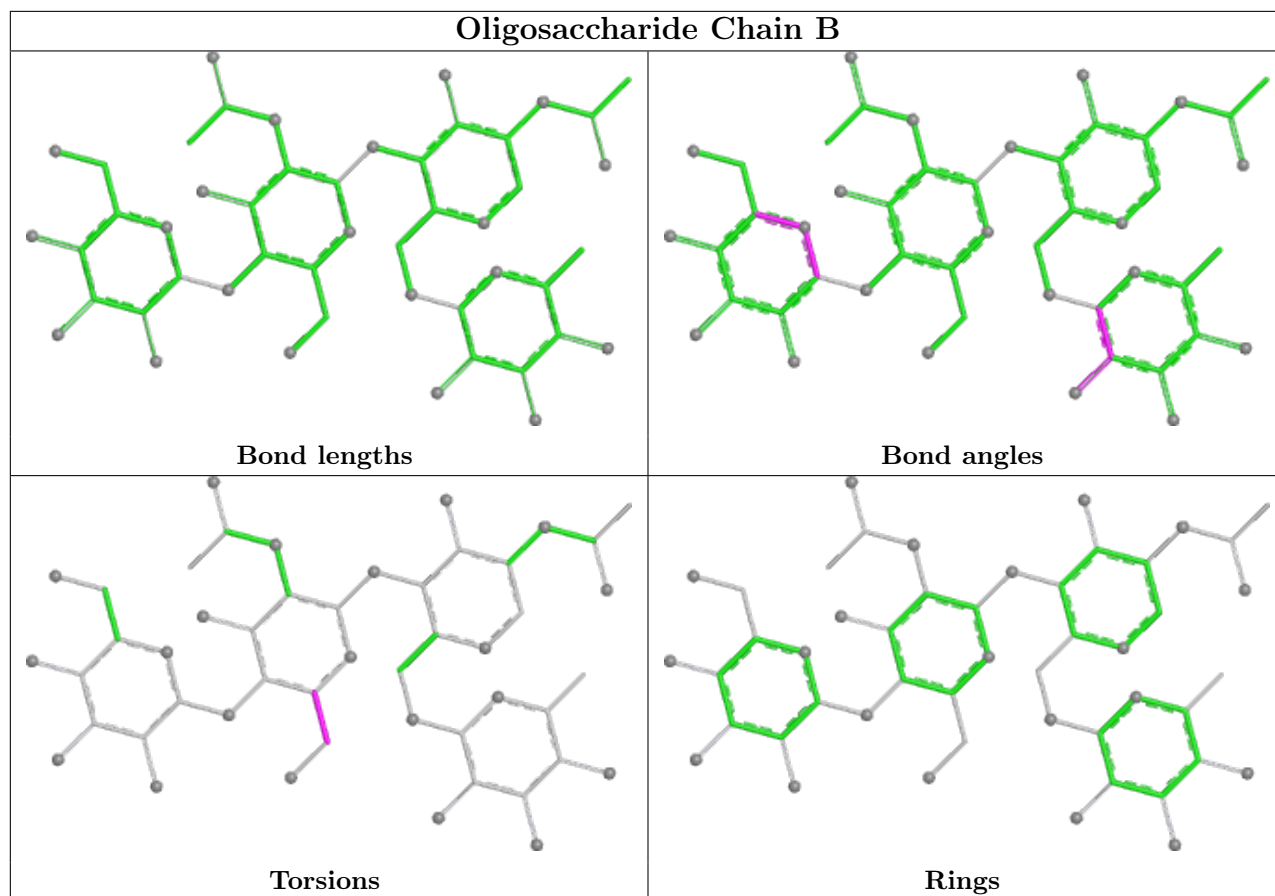 Oligosaccharide Chain B
Bond lengths
Bond angles
Torsions
Rings